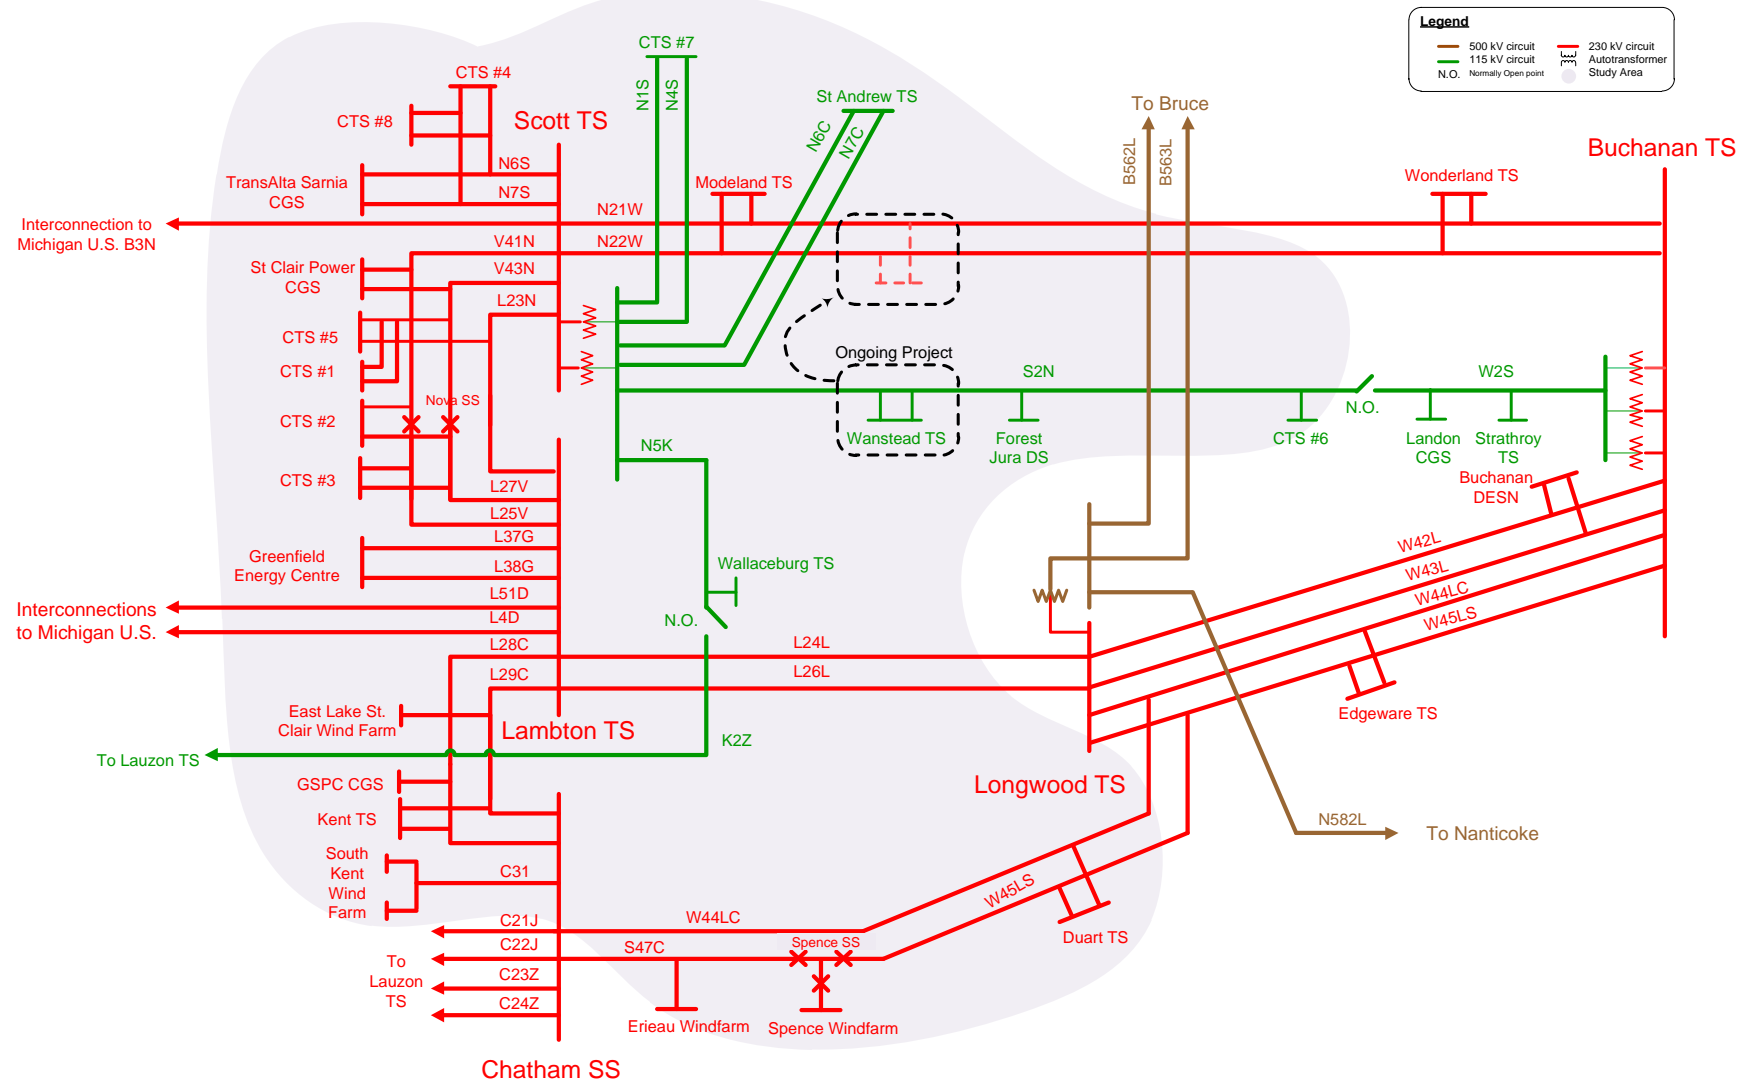 Legend
500 kV circuit
230 kV circuit
115 kV circuit
Autotransformer
N.O.
Normally Open point
Study Area
CTS #7
CTS #4
N1S
N4S
St Andrew TS
To Bruce
CTS #8
Scott TS
N6C
N7C
B562L
B563L
Buchanan TS
N6S
TransAlta Sarnia
CGS
N7S
Modeland TS
Wonderland TS
Interconnection to
Michigan U.S. B3N
N21W
V41N
N22W
St Clair Power
CGS
V43N
L23N
CTS #5
Ongoing Project
CTS #1
S2N
W2S
Nova SS
N.O.
CTS #2
Wanstead TS
Forest
Jura DS
CTS #6
Landon
CGS
Strathroy
TS
N5K
CTS #3
L27V
Buchanan
DESN
L25V
L37G
W42L
Greenfield
Energy Centre
L38G
Wallaceburg TS
W43L
L51D
W44LC
Interconnections
to Michigan U.S.
L4D
N.O.
W45LS
L28C
L24L
L29C
L26L
East Lake St.
Clair Wind Farm
Lambton TS
Edgeware TS
K2Z
To Lauzon TS
GSPC CGS
Longwood TS
Kent TS
N582L
To Nanticoke
South
Kent
Wind
Farm
C31
W45LS
C21J
W44LC
C22J
S47C
Spence SS
Duart TS
To
Lauzon
TS
C23Z
C24Z
Erieau Windfarm
Spence Windfarm
Chatham SS